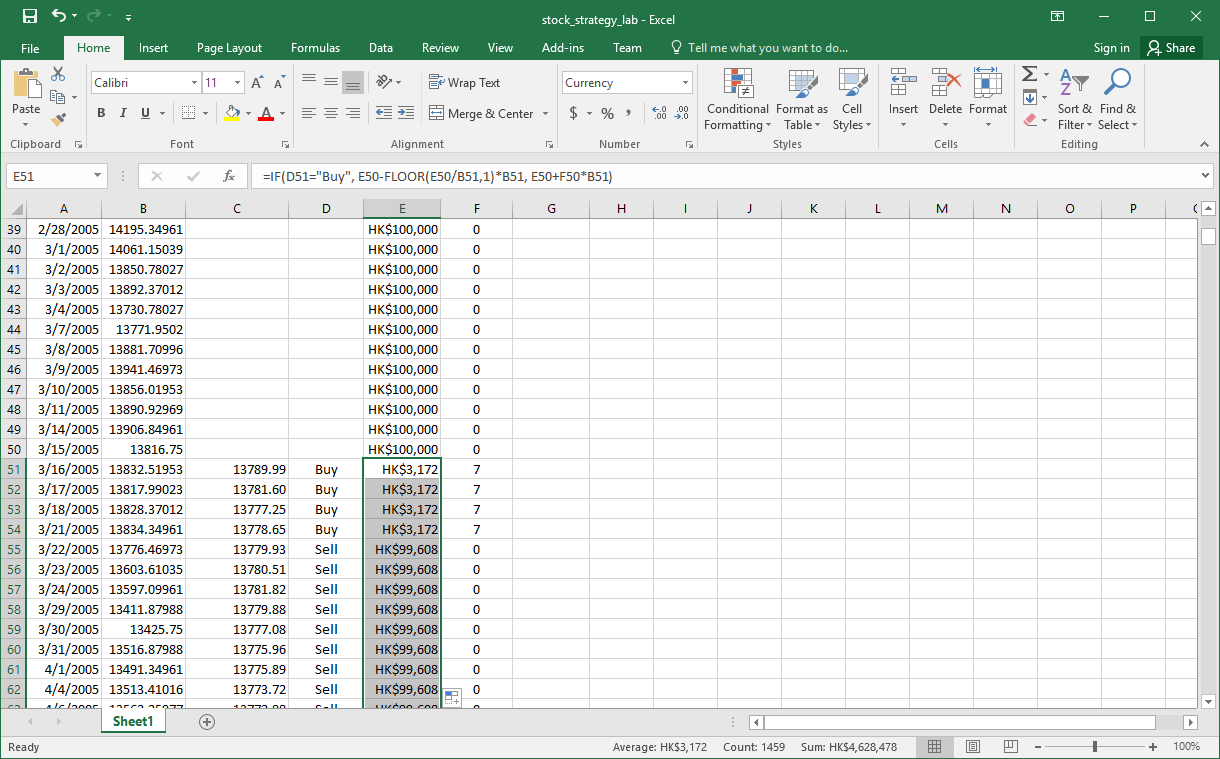 stock_strategy_lab - Excel
File Home Insert Page Layout Formulas Data Review View Add-ins Team Tell me what you want to do... Sign in Share
Calibri 11 Wrap Text Currency
Paste B I U A Merge & Center $ % , Conditional Formatting Format as Table Cell Styles Insert Delete Format Sort & Filter Find & Select
Clipboard Font Alignment Number Styles Cells Editing
E51 fx =IF(D51="Buy", E50-FLOOR(E50/B51,1)*B51, E50+F50*B51)
A B C D E F G H I J K L M N O P
39 2/28/2005 14195.34961 HK$100,000 0
40 3/1/2005 14061.15039 HK$100,000 0
41 3/2/2005 13850.78027 HK$100,000 0
42 3/3/2005 13892.37012 HK$100,000 0
43 3/4/2005 13730.78027 HK$100,000 0
44 3/7/2005 13771.9502 HK$100,000 0
45 3/8/2005 13881.70996 HK$100,000 0
46 3/9/2005 13941.46973 HK$100,000 0
47 3/10/2005 13856.01953 HK$100,000 0
48 3/11/2005 13890.92969 HK$100,000 0
49 3/14/2005 13906.84961 HK$100,000 0
50 3/15/2005 13816.75 HK$100,000 0
51 3/16/2005 13832.51953 13789.99 Buy HK$3,172 7
52 3/17/2005 13817.99023 13781.60 Buy HK$3,172 7
53 3/18/2005 13828.37012 13777.25 Buy HK$3,172 7
54 3/21/2005 13834.34961 13778.65 Buy HK$3,172 7
55 3/22/2005 13776.46973 13779.93 Sell HK$99,608 0
56 3/23/2005 13603.61035 13780.51 Sell HK$99,608 0
57 3/24/2005 13597.09961 13781.82 Sell HK$99,608 0
58 3/29/2005 13411.87988 13779.88 Sell HK$99,608 0
59 3/30/2005 13425.75 13777.08 Sell HK$99,608 0
60 3/31/2005 13516.87988 13775.96 Sell HK$99,608 0
61 4/1/2005 13491.34961 13775.89 Sell HK$99,608 0
62 4/4/2005 13513.41016 13773.72 Sell HK$99,608 0
Sheet1
Ready Average: HK$3,172 Count: 1459 Sum: HK$4,628,478 100%